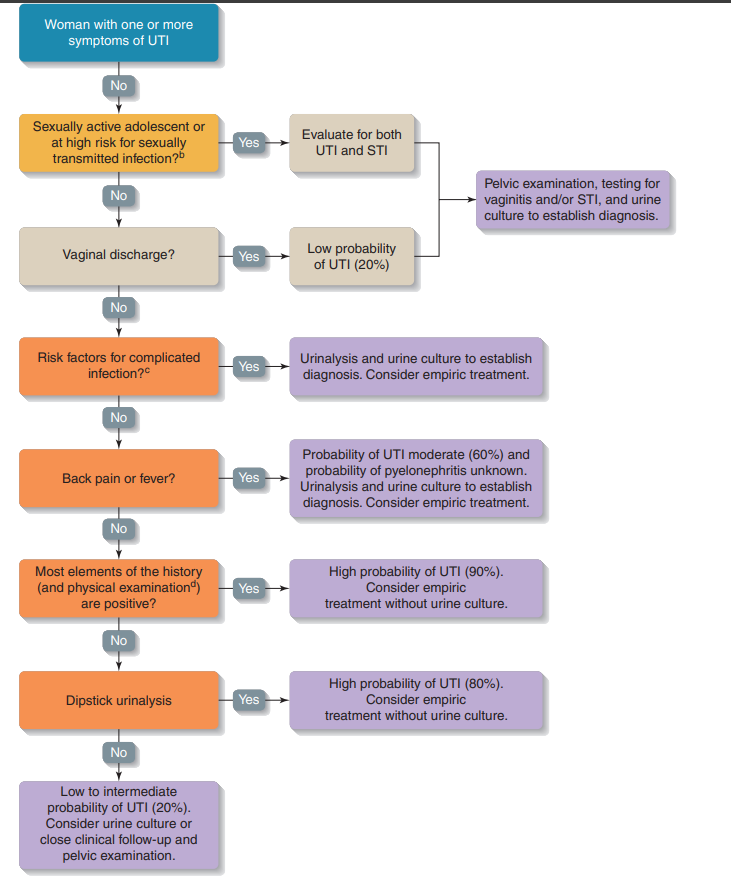 Woman with one or more
symptoms of UTI
No
Sexually active adolescent or
at high risk for sexually
transmitted infection?b
Yes
Evaluate for both
UTI and STI
Pelvic examination, testing for
vaginitis and/or STI, and urine
culture to establish diagnosis.
No
Vaginal discharge?
Yes
Low probability
of UTI (20%)
No
Risk factors for complicated
infection?c
Yes
Urinalysis and urine culture to establish
diagnosis. Consider empiric treatment.
No
Back pain or fever?
Yes
Probability of UTI moderate (60%) and
probability of pyelonephritis unknown.
Urinalysis and urine culture to establish
diagnosis. Consider empiric treatment.
No
Most elements of the history
(and physical examinationd)
are positive?
Yes
High probability of UTI (90%).
Consider empiric
treatment without urine culture.
No
Dipstick urinalysis
Yes
High probability of UTI (80%).
Consider empiric
treatment without urine culture.
No
Low to intermediate
probability of UTI (20%).
Consider urine culture or
close clinical follow-up and
pelvic examination.